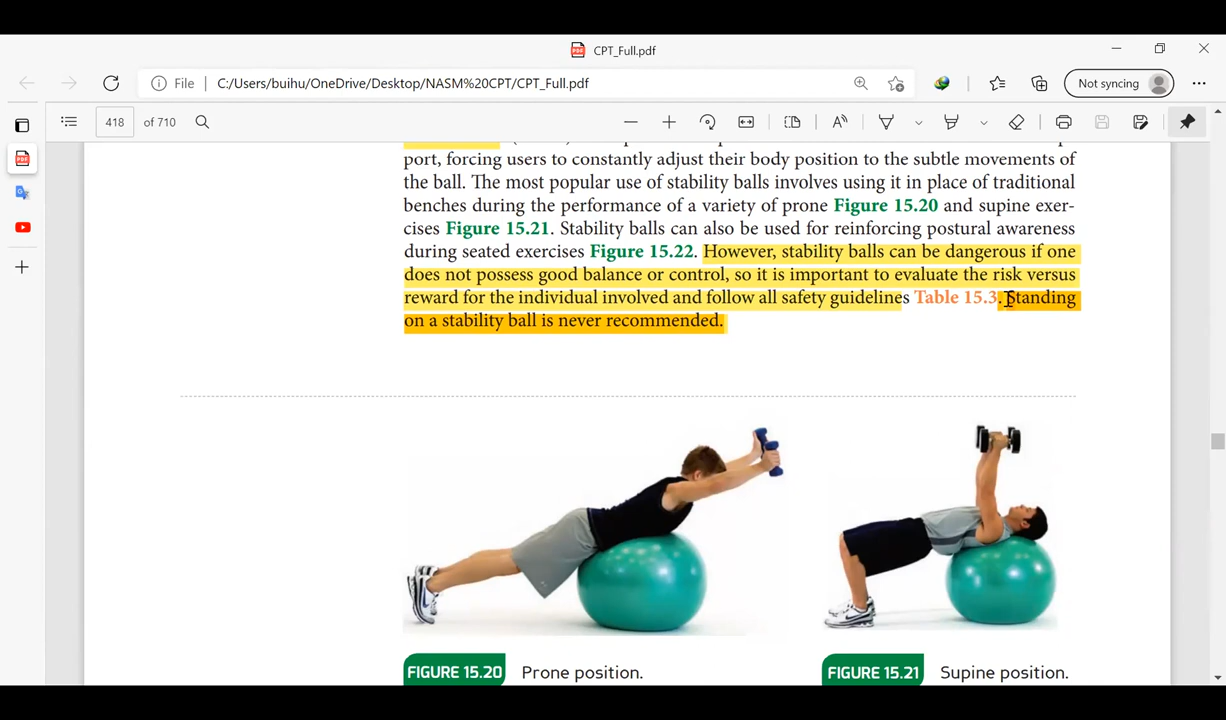 CPT_Full.pdf
File C:/Users/buihu/OneDrive/Desktop/NASM%20CPT/CPT_Full.pdf Not syncing
418 of 710
port, forcing users to constantly adjust their body position to the subtle movements of
the ball. The most popular use of stability balls involves using it in place of traditional
benches during the performance of a variety of prone Figure 15.20 and supine exer-
cises Figure 15.21. Stability balls can also be used for reinforcing postural awareness
during seated exercises Figure 15.22. However, stability balls can be dangerous if one
does not possess good balance or control, so it is important to evaluate the risk versus
reward for the individual involved and follow all safety guidelines Table 15.3. Standing
on a stability ball is never recommended.
FIGURE 15.20 Prone position.
FIGURE 15.21 Supine position.